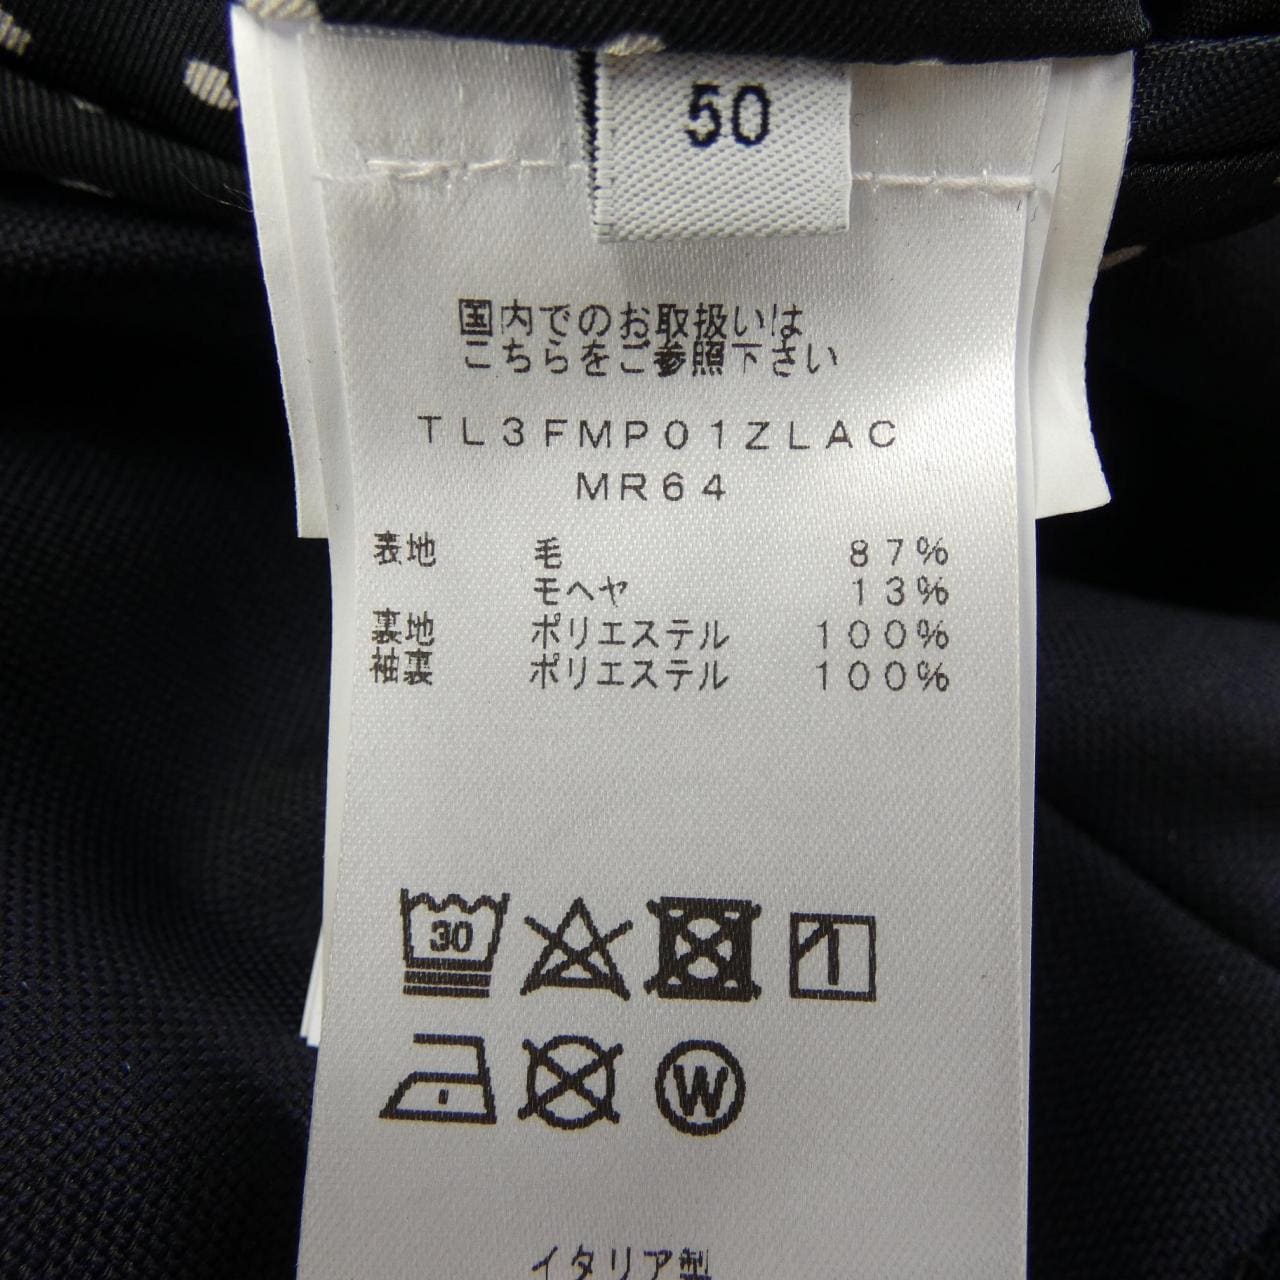 50
国内でのお取扱いは
こちらをご参照下さい
TL3FMP01ZLAC
MR64
表地 毛 87%
モヘヤ 13%
裏地 ポリエステル 100%
袖裏 ポリエステル 100%
30
W
イタリア製